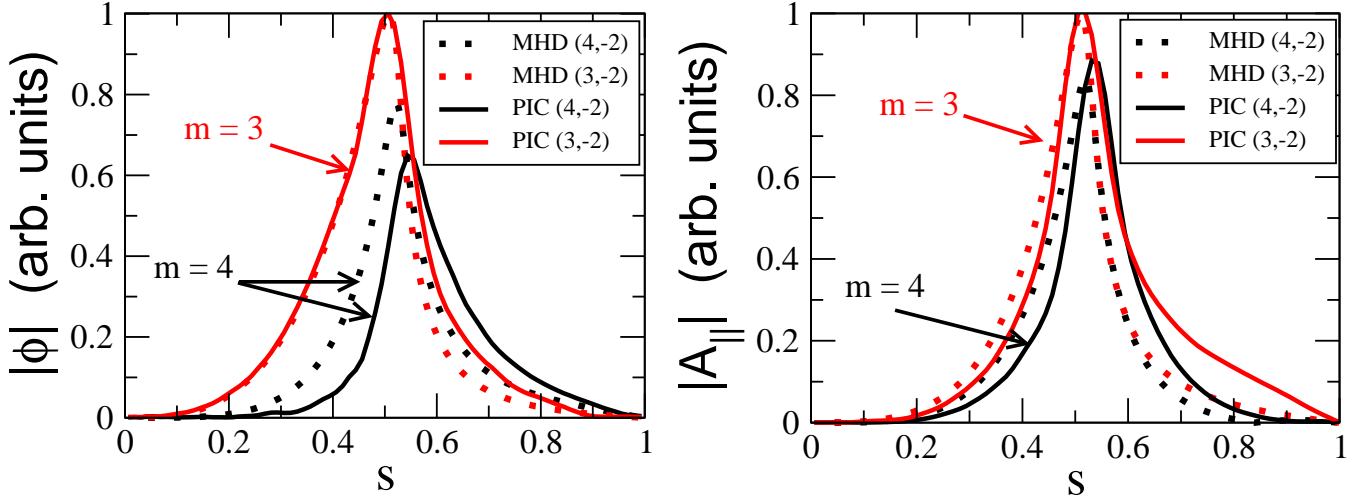 |ϕ| (arb. units)
1
0.8
0.6
0.4
0.2
0
0
0.2
0.4
0.6
0.8
1
s
MHD (4,-2)
MHD (3,-2)
PIC (4,-2)
PIC (3,-2)
m = 3
m = 4
|A_{||}| (arb. units)
1
0.8
0.6
0.4
0.2
0
0
0.2
0.4
0.6
0.8
1
s
MHD (4,-2)
MHD (3,-2)
PIC (4,-2)
PIC (3,-2)
m = 3
m = 4